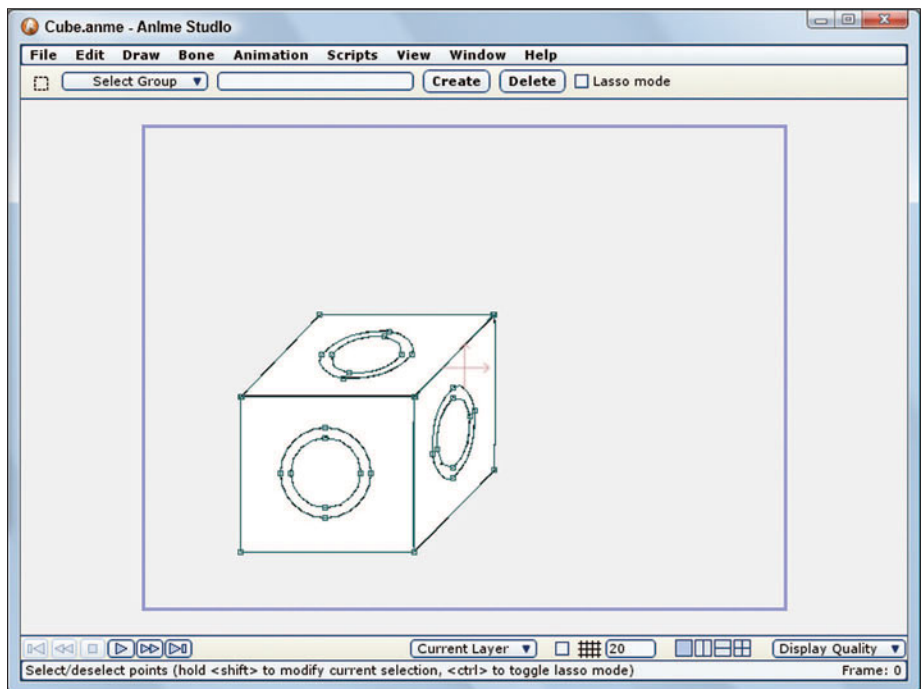 Cube.anme - Anime Studio
File Edit Draw Bone Animation Scripts View Window Help
Select Group Create Delete Lasso mode
Current Layer 20 Display Quality
Select/deselect points (hold <shift> to modify current selection, <ctrl> to toggle lasso mode) Frame: 0